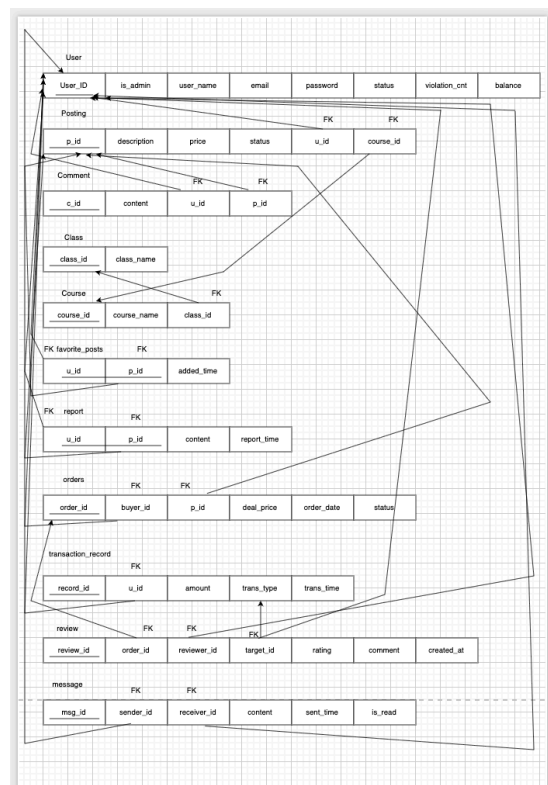 User
User_ID is_admin user_name email password status violation_cnt balance
Posting FK FK
p_id description price status u_id course_id
Comment FK FK
c_id content u_id p_id
Class
class_id class_name
Course FK
course_id course_name class_id
FK favorite_posts FK
u_id p_id added_time
FK report FK
u_id p_id content report_time
orders FK FK
order_id buyer_id p_id deal_price order_date status
transaction_record
FK
record_id u_id amount trans_type trans_time
review FK FK FK
review_id order_id reviewer_id target_id rating comment created_at
message FK FK
msg_id sender_id receiver_id content sent_time is_read